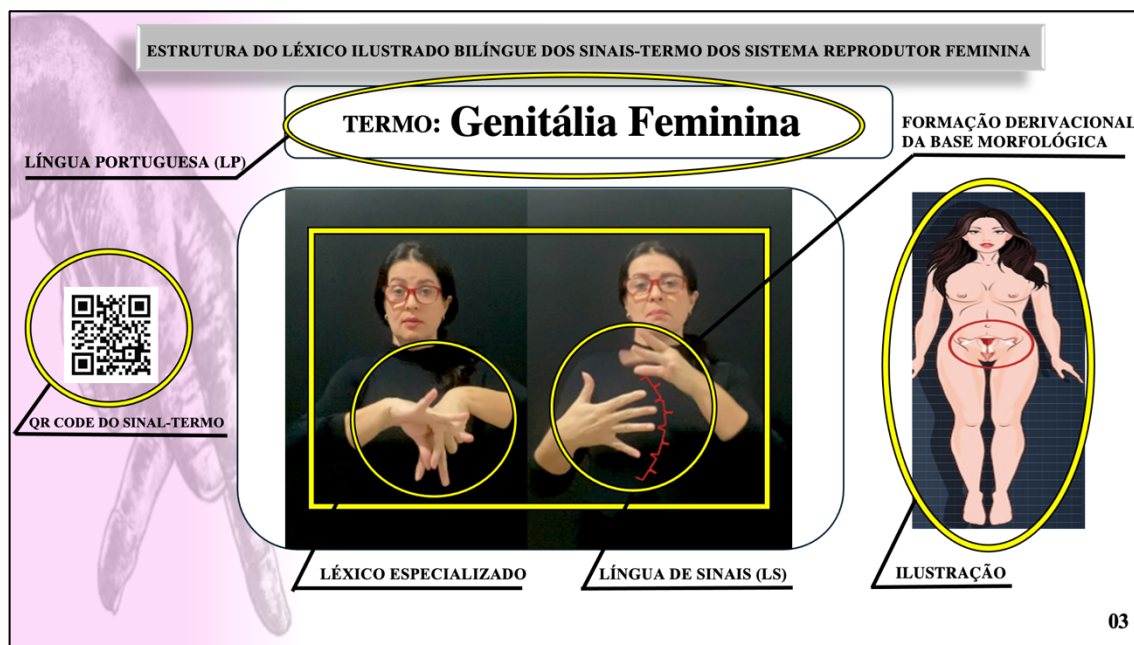 ESTRUTURA DO LÉXICO ILUSTRADO BILÍNGUE DOS SINAIS-TERMO DOS SISTEMA REPRODUTOR FEMININA
TERMO: Genitália Feminina
FORMAÇÃO DERIVACIONAL
DA BASE MORFOLÓGICA
LÍNGUA PORTUGUESA (LP)
QR CODE DO SINAL-TERMO
LÉXICO ESPECIALIZADO
LÍNGUA DE SINAIS (LS)
ILUSTRAÇÃO
03